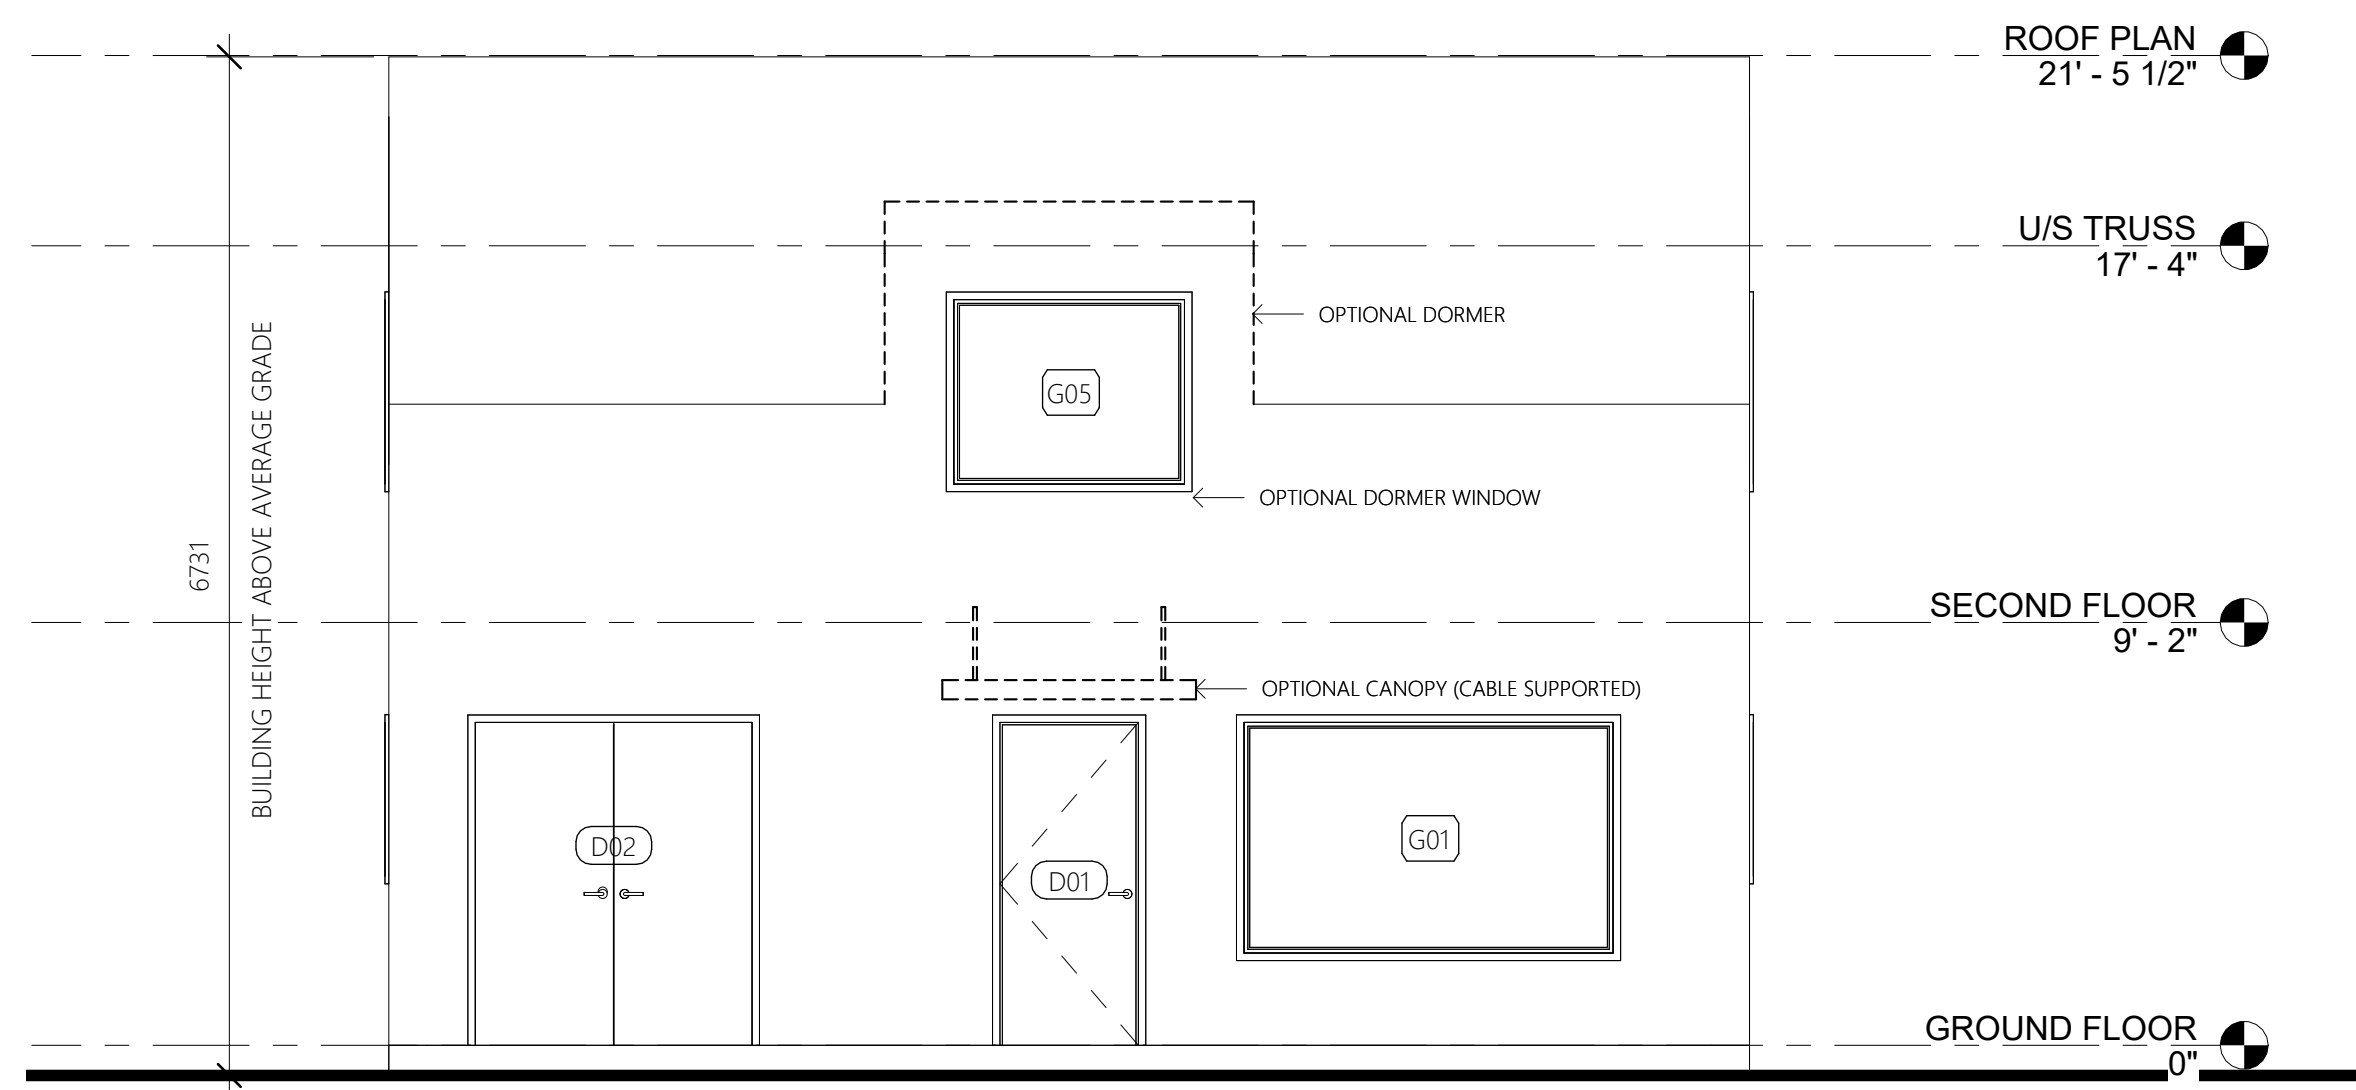 ROOF PLAN
21' - 5 1/2"
U/S TRUSS
17' - 4"
OPTIONAL DORMER
G05
OPTIONAL DORMER WINDOW
6731
BUILDING HEIGHT ABOVE AVERAGE GRADE
SECOND FLOOR
9' - 2"
OPTIONAL CANOPY (CABLE SUPPORTED)
D02
D01
G01
GROUND FLOOR
0"